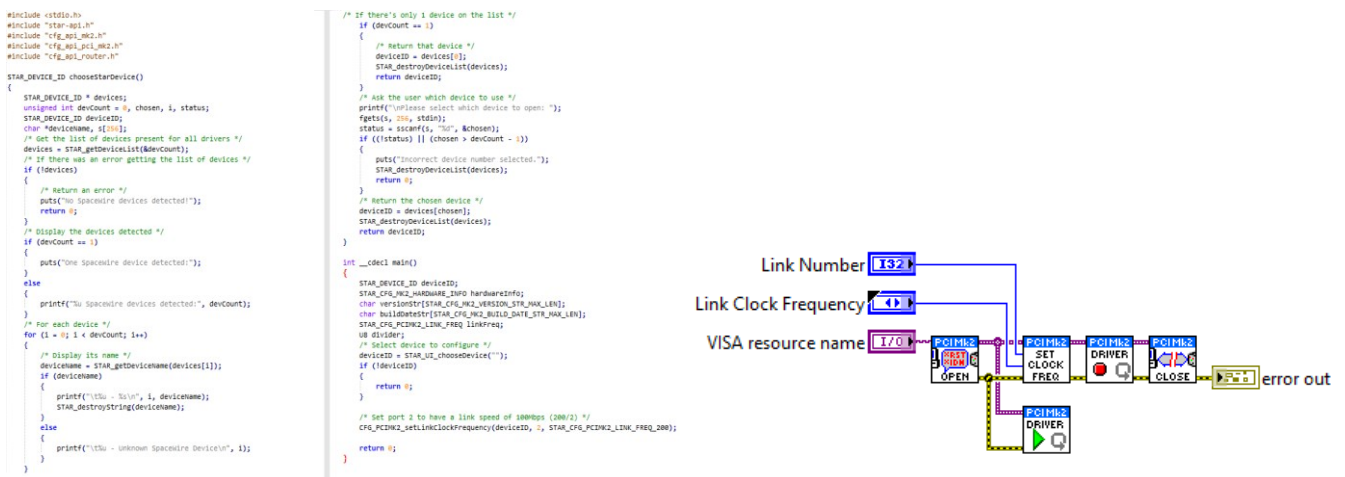 #include <stdio.h>
#include "star-api.h"
#include "cfg_api_mk2.h"
#include "cfg_api_pci_mk2.h"
#include "cfg_api_router.h"
STAR_DEVICE_ID chooseStarDevice()
{
STAR_DEVICE_ID * devices;
unsigned int devCount = 0, chosen, i, status;
STAR_DEVICE_ID deviceID;
char *deviceName, s[256];
/* Get the list of devices present for all drivers */
devices = STAR_getDeviceList(&devCount);
/* If there was an error getting the list of devices */
if (!devices)
{
/* Return an error */
puts("No SpaceWire devices detected!");
return 0;
}
/* Display the devices detected */
if (devCount == 1)
{
puts("One SpaceWire device detected:");
}
else
{
printf("%u SpaceWire devices detected:", devCount);
}
/* For each device */
for (i = 0; i < devCount; i++)
{
/* Display its name */
deviceName = STAR_getDeviceName(devices[i]);
if (deviceName)
{
printf("\t%u - %s\n", i, deviceName);
STAR_destroyString(deviceName);
}
else
{
printf("\t%u - Unknown SpaceWire Device\n", i);
}
}
/* If there's only 1 device on the list */
if (devCount == 1)
{
/* Return that device */
deviceID = devices[0];
STAR_destroyDeviceList(devices);
return deviceID;
}
/* Ask the user which device to use */
printf("\nPlease select which device to open: ");
fgets(s, 256, stdin);
status = sscanf(s, "%d", &chosen);
if ((!status) || (chosen > devCount - 1))
{
puts("Incorrect device number selected.");
STAR_destroyDeviceList(devices);
return 0;
}
/* Return the chosen device */
deviceID = devices[chosen];
STAR_destroyDeviceList(devices);
return deviceID;
}
int __cdecl main()
{
STAR_DEVICE_ID deviceID;
STAR_CFG_MK2_HARDWARE_INFO hardwareInfo;
char versionStr[STAR_CFG_MK2_VERSION_STR_MAX_LEN];
char buildDateStr[STAR_CFG_MK2_BUILD_DATE_STR_MAX_LEN];
STAR_CFG_PCIMK2_LINK_FREQ linkFreq;
U8 divider;
/* Select device to configure */
deviceID = STAR_UI_chooseDevice("");
if (!deviceID)
{
return 0;
}
/* Set port 2 to have a link speed of 100Mbps (200/2) */
CFG_PCIMK2_setLinkClockFrequency(deviceID, 2, STAR_CFG_PCIMK2_LINK_FREQ_200);
return 0;
}
Link Number
I32
Link Clock Frequency
VISA resource name
I/O
PCIMk2
XRST
XIDN
OPEN
PCIMk2
SET
CLOCK
FREQ
PCIMk2
DRIVER
PCIMk2
CLOSE
error out
PCIMk2
DRIVER